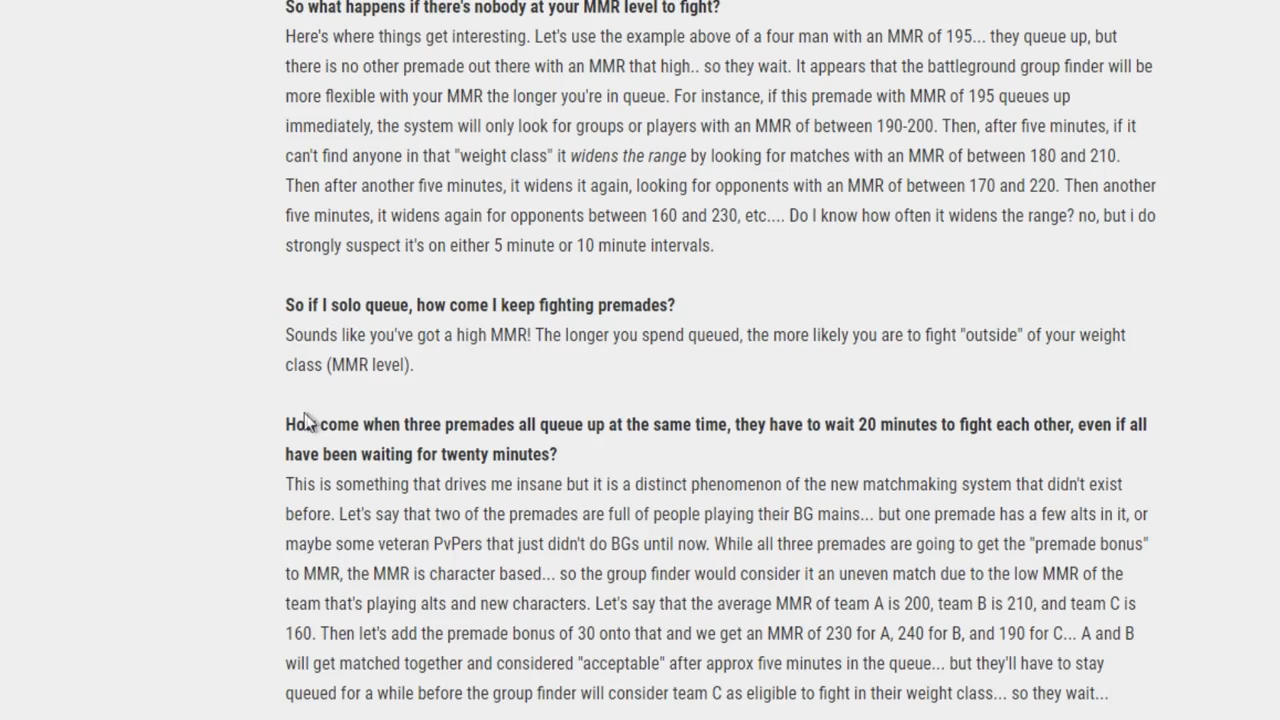 So what happens if there's nobody at your MMR level to fight?
Here's where things get interesting. Let's use the example above of a four man with an MMR of 195... they queue up, but
there is no other premade out there with an MMR that high.. so they wait. It appears that the battleground group finder will be
more flexible with your MMR the longer you're in queue. For instance, if this premade with MMR of 195 queues up
immediately, the system will only look for groups or players with an MMR of between 190-200. Then, after five minutes, if it
can't find anyone in that "weight class" it widens the range by looking for matches with an MMR of between 180 and 210.
Then after another five minutes, it widens it again, looking for opponents with an MMR of between 170 and 220. Then another
five minutes, it widens again for opponents between 160 and 230, etc.... Do I know how often it widens the range? no, but i do
strongly suspect it's on either 5 minute or 10 minute intervals.
So if I solo queue, how come I keep fighting premades?
Sounds like you've got a high MMR! The longer you spend queued, the more likely you are to fight "outside" of your weight
class (MMR level).
How come when three premades all queue up at the same time, they have to wait 20 minutes to fight each other, even if all
have been waiting for twenty minutes?
This is something that drives me insane but it is a distinct phenomenon of the new matchmaking system that didn't exist
before. Let's say that two of the premades are full of people playing their BG mains... but one premade has a few alts in it, or
maybe some veteran PvPers that just didn't do BGs until now. While all three premades are going to get the "premade bonus"
to MMR, the MMR is character based... so the group finder would consider it an uneven match due to the low MMR of the
team that's playing alts and new characters. Let's say that the average MMR of team A is 200, team B is 210, and team C is
160. Then let's add the premade bonus of 30 onto that and we get an MMR of 230 for A, 240 for B, and 190 for C... A and B
will get matched together and considered "acceptable" after approx five minutes in the queue... but they'll have to stay
queued for a while before the group finder will consider team C as eligible to fight in their weight class... so they wait...